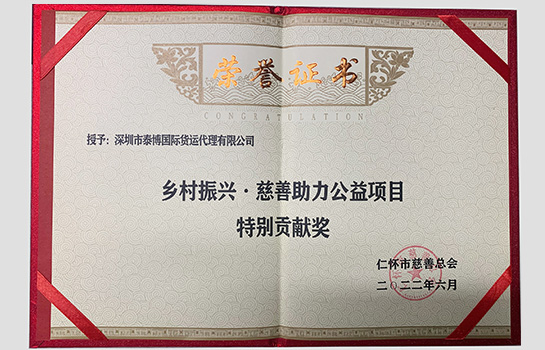 荣誉证书
CONGRATULATION
授予：深圳市泰博国际货运代理有限公司
乡村振兴·慈善助力公益项目
特别贡献奖
仁怀市慈善总会
二〇二二年六月